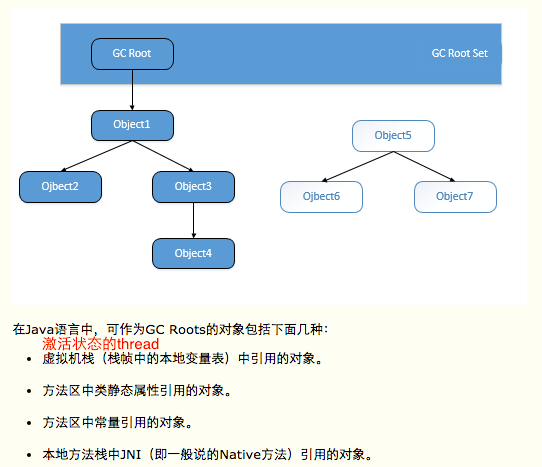 GC Root
GC Root Set
Object1
Object5
Ojbect2
Object3
Ojbect6
Object7
Object4
在Java语言中，可作为GC Roots的对象包括下面几种：
激活状态的thread
虚拟机栈（栈帧中的本地变量表）中引用的对象。
方法区中类静态属性引用的对象。
方法区中常量引用的对象。
本地方法栈中JNI（即一般说的Native方法）引用的对象。